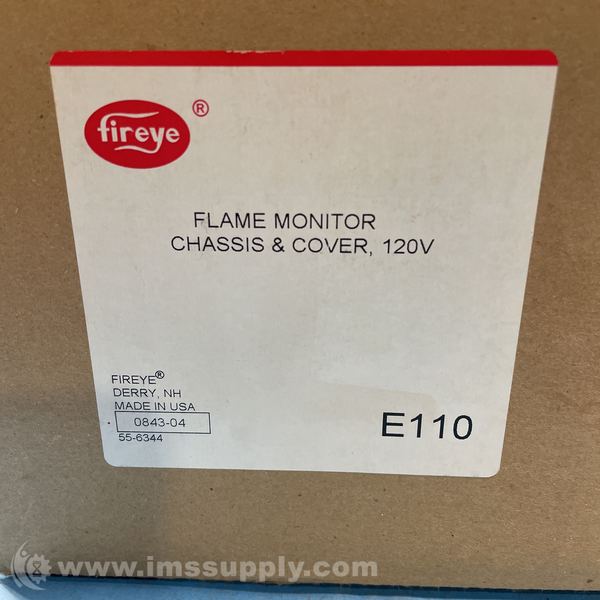 fireye®
FLAME MONITOR
CHASSIS & COVER, 120V
FIREYE®
DERRY, NH
MADE IN USA
0843-04
55-6344
E110
www.imssupply.com